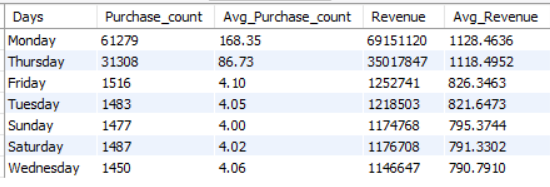 Days Purchase_count Avg_Purchase_count Revenue Avg_Revenue
Monday 61279 168.35 69151120 1128.4636
Thursday 31308 86.73 35017847 1118.4952
Friday 1516 4.10 1252741 826.3463
Tuesday 1483 4.05 1218503 821.6473
Sunday 1477 4.00 1174768 795.3744
Saturday 1487 4.02 1176708 791.3302
Wednesday 1450 4.06 1146647 790.7910